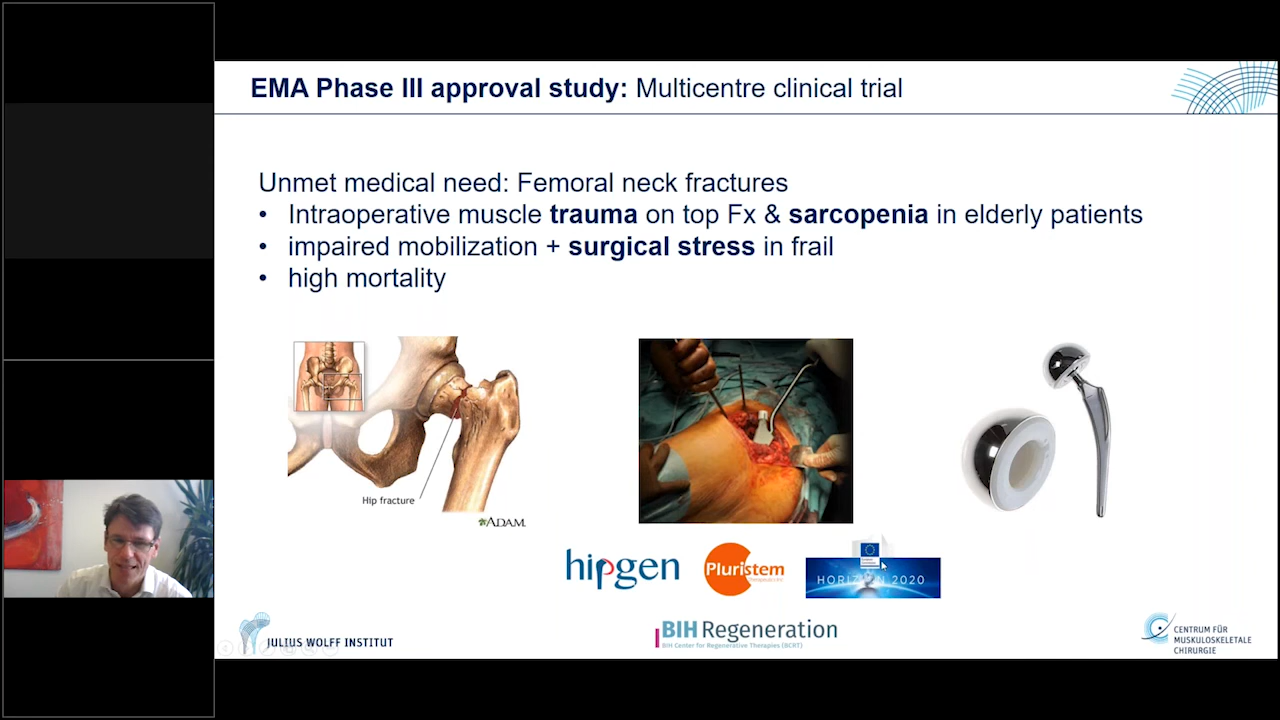 EMA Phase III approval study: Multicentre clinical trial
Unmet medical need: Femoral neck fractures
• Intraoperative muscle trauma on top Fx & sarcopenia in elderly patients
• impaired mobilization + surgical stress in frail
• high mortality
Hip fracture
ADAM.
hipgen
Pluristem
HORIZON 2020
JULIUS WOLFF INSTITUT
BIH Regeneration
BIH Center for Regenerative Therapies (BCRT)
CENTRUM FÜR
MUSKULOSKELETALE
CHIRURGIE